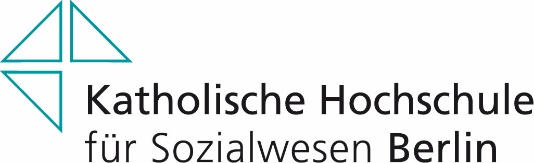 Katholische Hochschule
für Sozialwesen Berlin